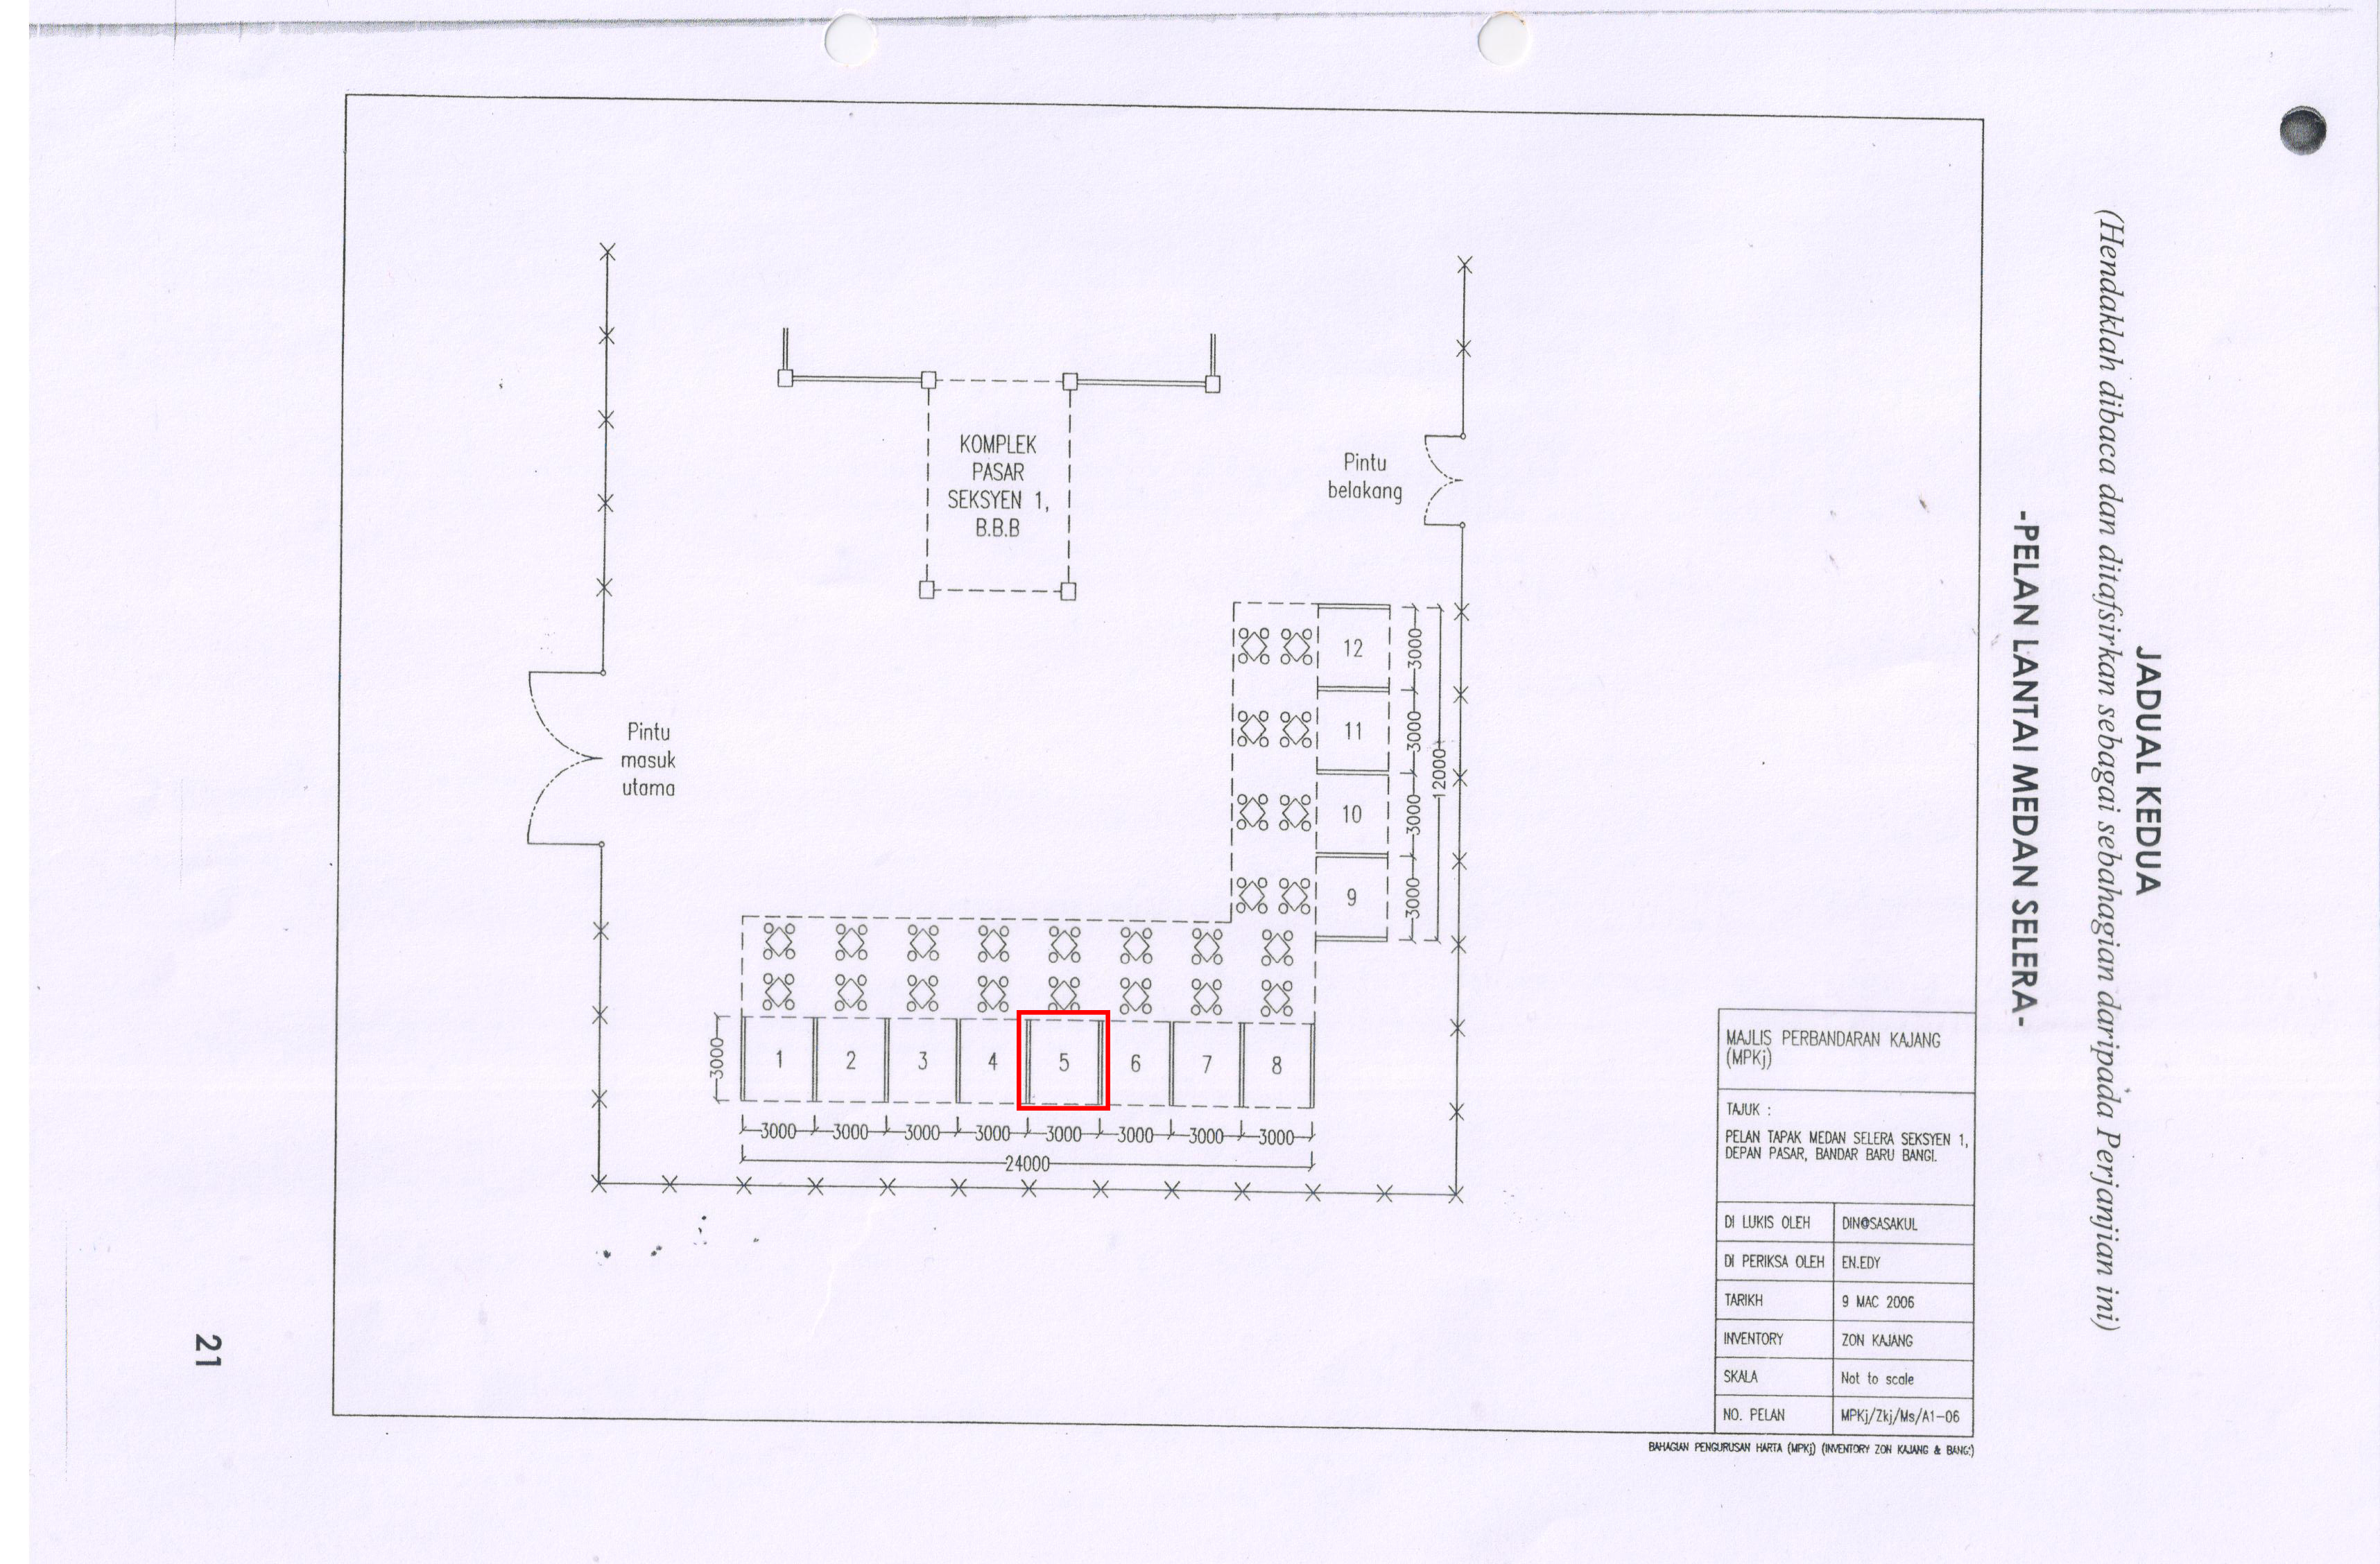 JADUAL KEDUA
(Hendaklah dibaca dan ditafsirkan sebagai sebahagian daripada Perjanjian ini)
-PELAN LANTAI MEDAN SELERA-
KOMPLEK
PASAR
SEKSYEN 1,
B.B.B
Pintu
belakang
Pintu
masuk
utama
12
11
10
9
3000
3000
3000
3000
12000
1
2
3
4
5
6
7
8
3000
3000
3000
3000
3000
3000
3000
3000
3000
24000
MAJLIS PERBANDARAN KAJANG
(MPKj)
TAJUK :
PELAN TAPAK MEDAN SELERA SEKSYEN 1,
DEPAN PASAR, BANDAR BARU BANGI.
DI LUKIS OLEH DIN@SASAKUL
DI PERIKSA OLEH EN.EDY
TARIKH 9 MAC 2006
INVENTORY ZON KAJANG
SKALA Not to scale
NO. PELAN MPKj/Zkj/Ms/A1-06
BAHAGIAN PENGURUSAN HARTA (MPKj) (INVENTORY ZON KAJANG &
21